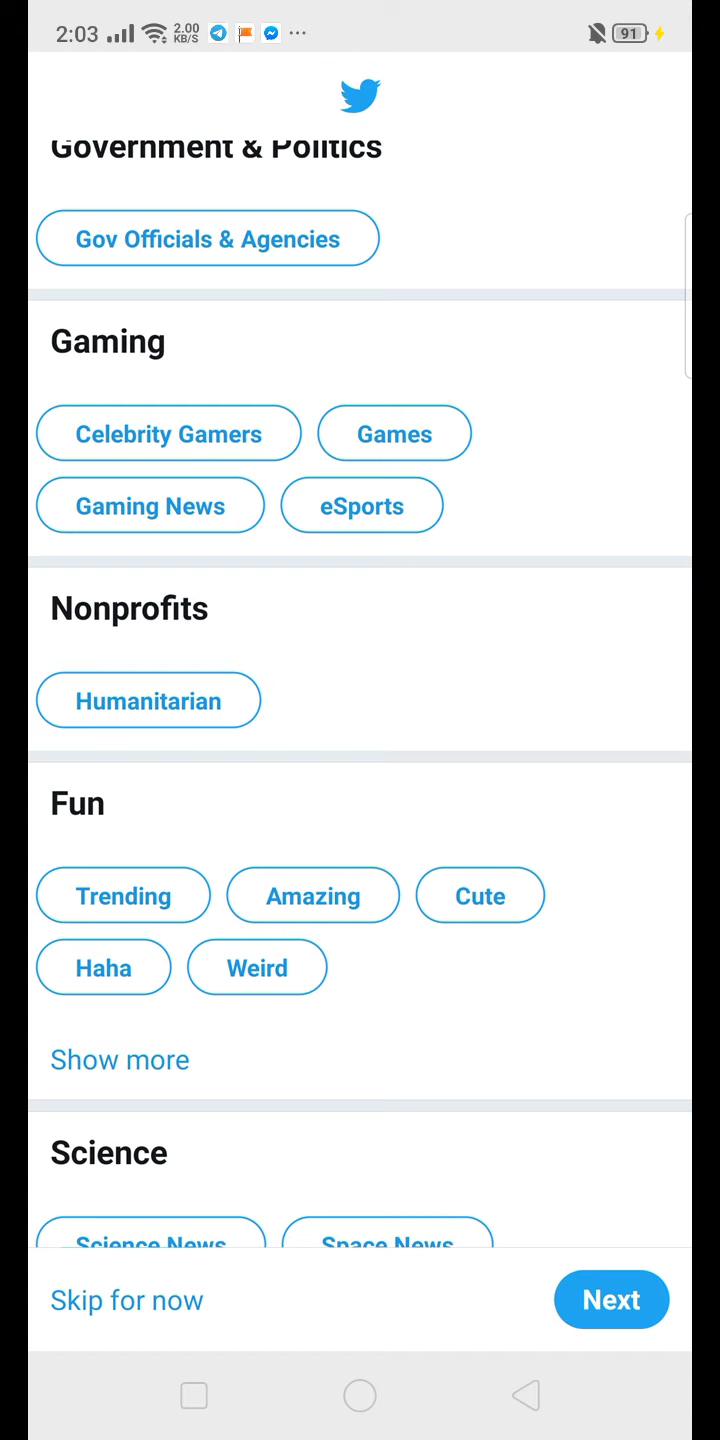 2:03 2.00 KB/S 91
Government & Politics
Gov Officials & Agencies
Gaming
Celebrity Gamers Games
Gaming News eSports
Nonprofits
Humanitarian
Fun
Trending Amazing Cute
Haha Weird
Show more
Science
Science News Space News
Skip for now Next